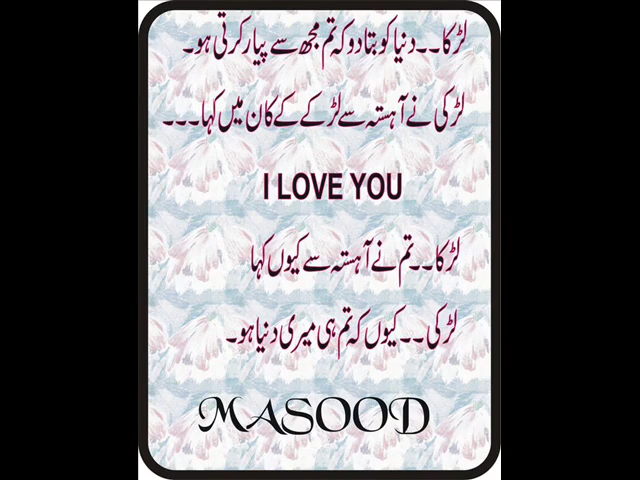 لڑکا۔۔دنیا کو بتا دو کہ تم مجھ سے پیار کرتی ہو۔
لڑکی نے آہستہ سے لڑکے کے کان میں کہا۔۔۔
I LOVE YOU
لڑکا۔۔تم نے آہستہ سے کیوں کہا
لڑکی۔۔کیوں کہ تم ہی میری دنیا ہو۔
MASOOD